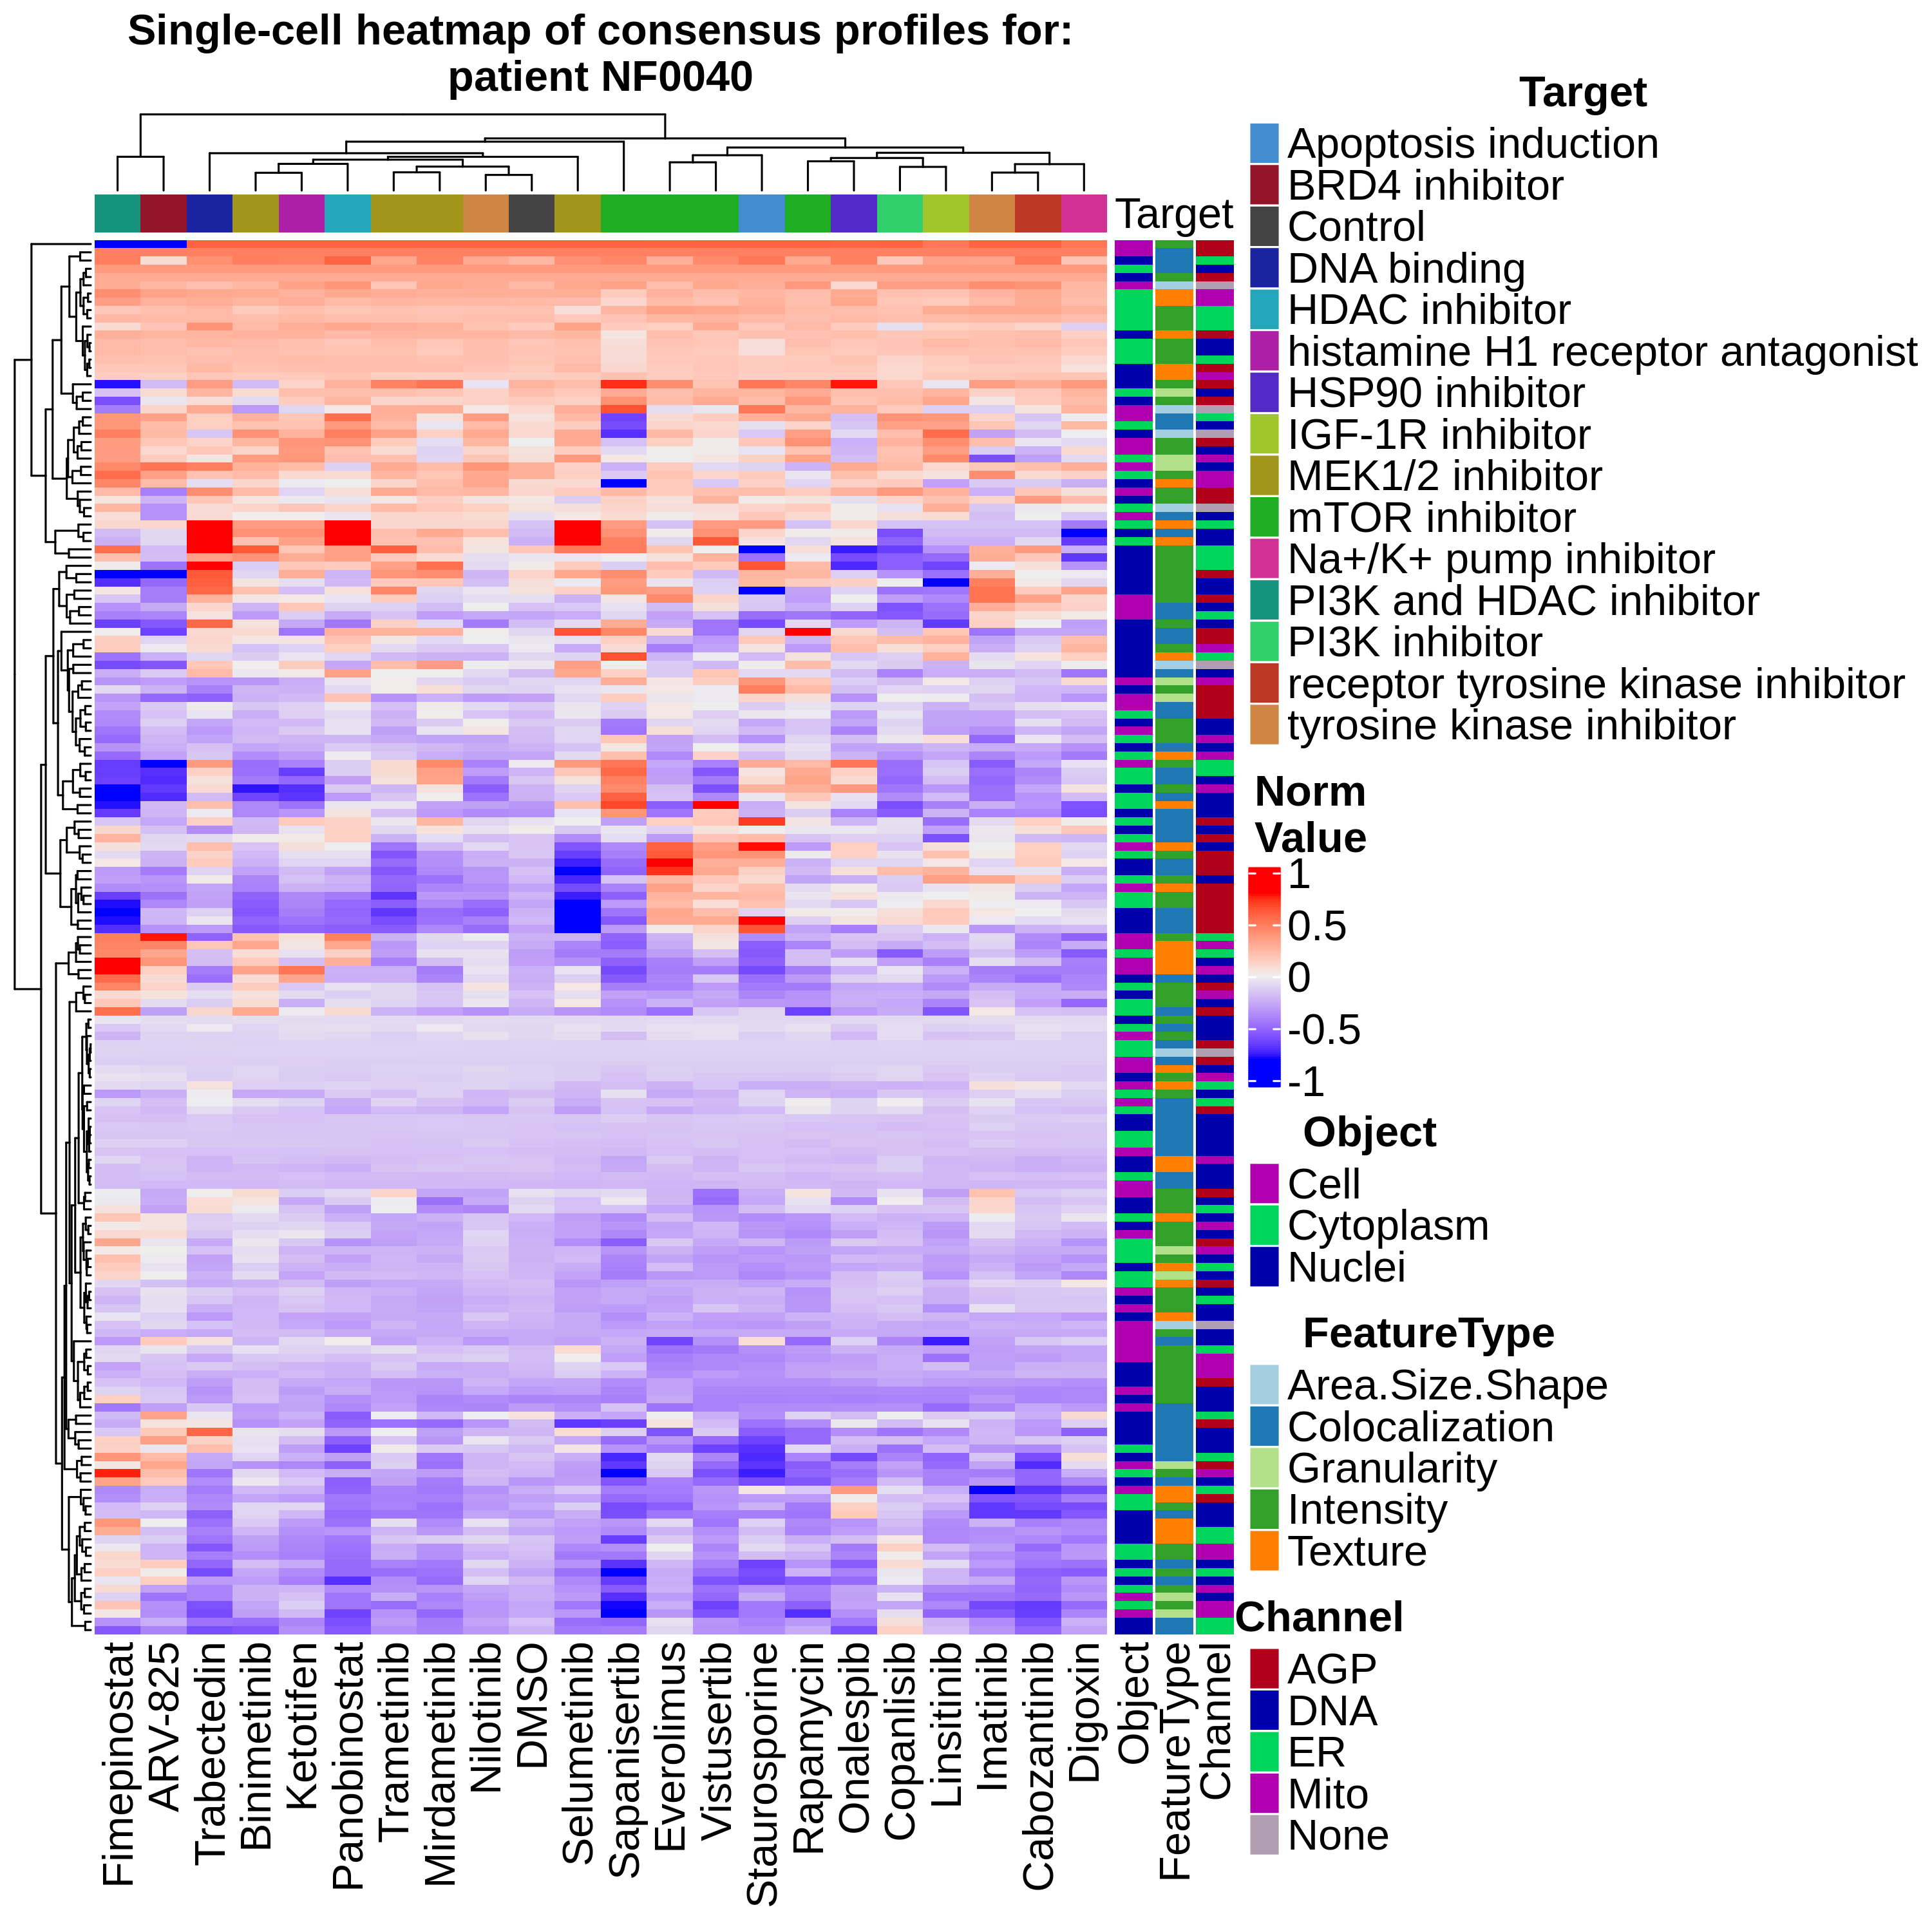 Single-cell heatmap of consensus profiles for:
patient NF0040
Target
Target
Apoptosis induction
BRD4 inhibitor
Control
DNA binding
HDAC inhibitor
histamine H1 receptor antagonist
HSP90 inhibitor
IGF-1R inhibitor
MEK1/2 inhibitor
mTOR inhibitor
Na+/K+ pump inhibitor
PI3K and HDAC inhibitor
PI3K inhibitor
receptor tyrosine kinase inhibitor
tyrosine kinase inhibitor
Norm
Value
1
0.5
0
-0.5
-1
Object
Cell
Cytoplasm
Nuclei
FeatureType
Area.Size.Shape
Colocalization
Granularity
Intensity
Texture
Channel
AGP
DNA
ER
Mito
None
Fimepinostat
ARV-825
Trabectedin
Binimetinib
Ketotifen
Panobinostat
Trametinib
Mirdametinib
Nilotinib
DMSO
Selumetinib
Sapanisertib
Everolimus
Vistusertib
Staurosporine
Rapamycin
Onalespib
Copanlisib
Linsitinib
Imatinib
Cabozantinib
Digoxin
Object
FeatureType
Channel